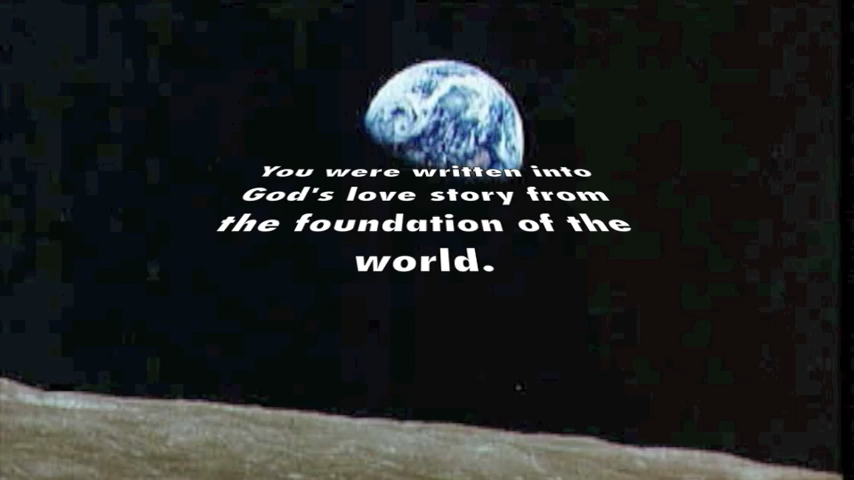 You were written into
God's love story from
the foundation of the
world.